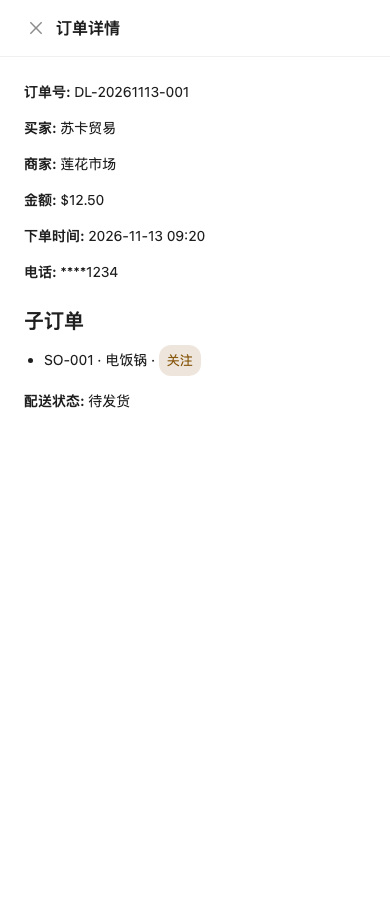 订单详情
订单号: DL-20261113-001
买家: 苏卡贸易
商家: 莲花市场
金额: $12.50
下单时间: 2026-11-13 09:20
电话: ****1234
子订单
SO-001 · 电饭锅 · 关注
配送状态: 待发货